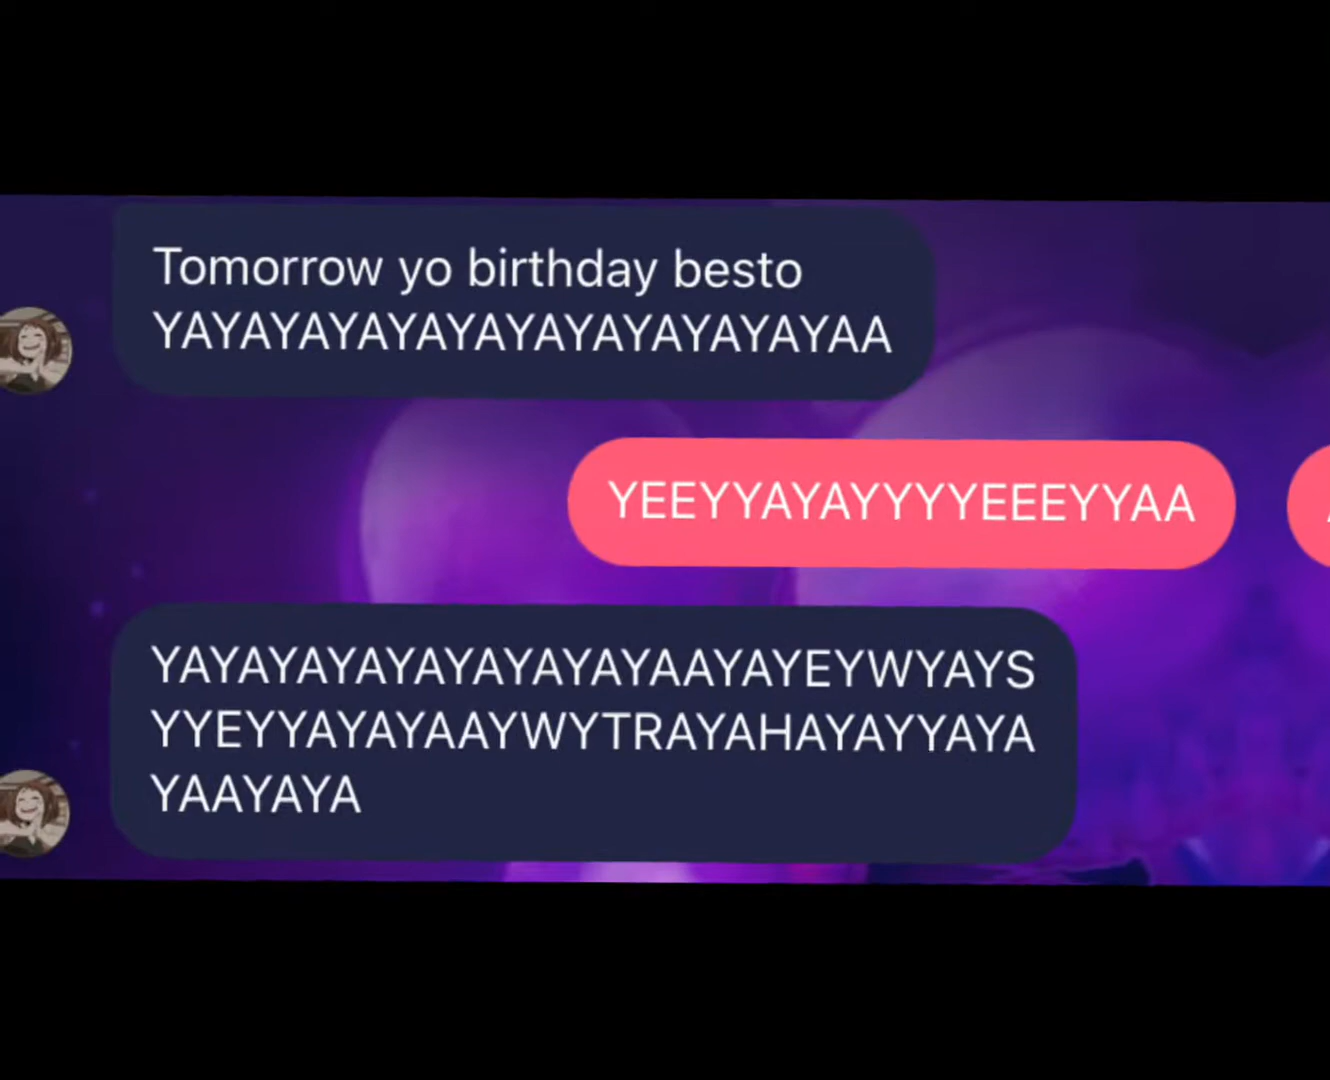 Tomorrow yo birthday besto
YAYAYAYAYAYAYAYAYAYAYAYAA
YEEYYAYAYYYYEEEYYAA
YAYAYAYAYAYAYAYAYAAYAYEYWYAYS
YYEYYAYAYAAYWYTRAYAHAYAYYAYA
YAAYAYA